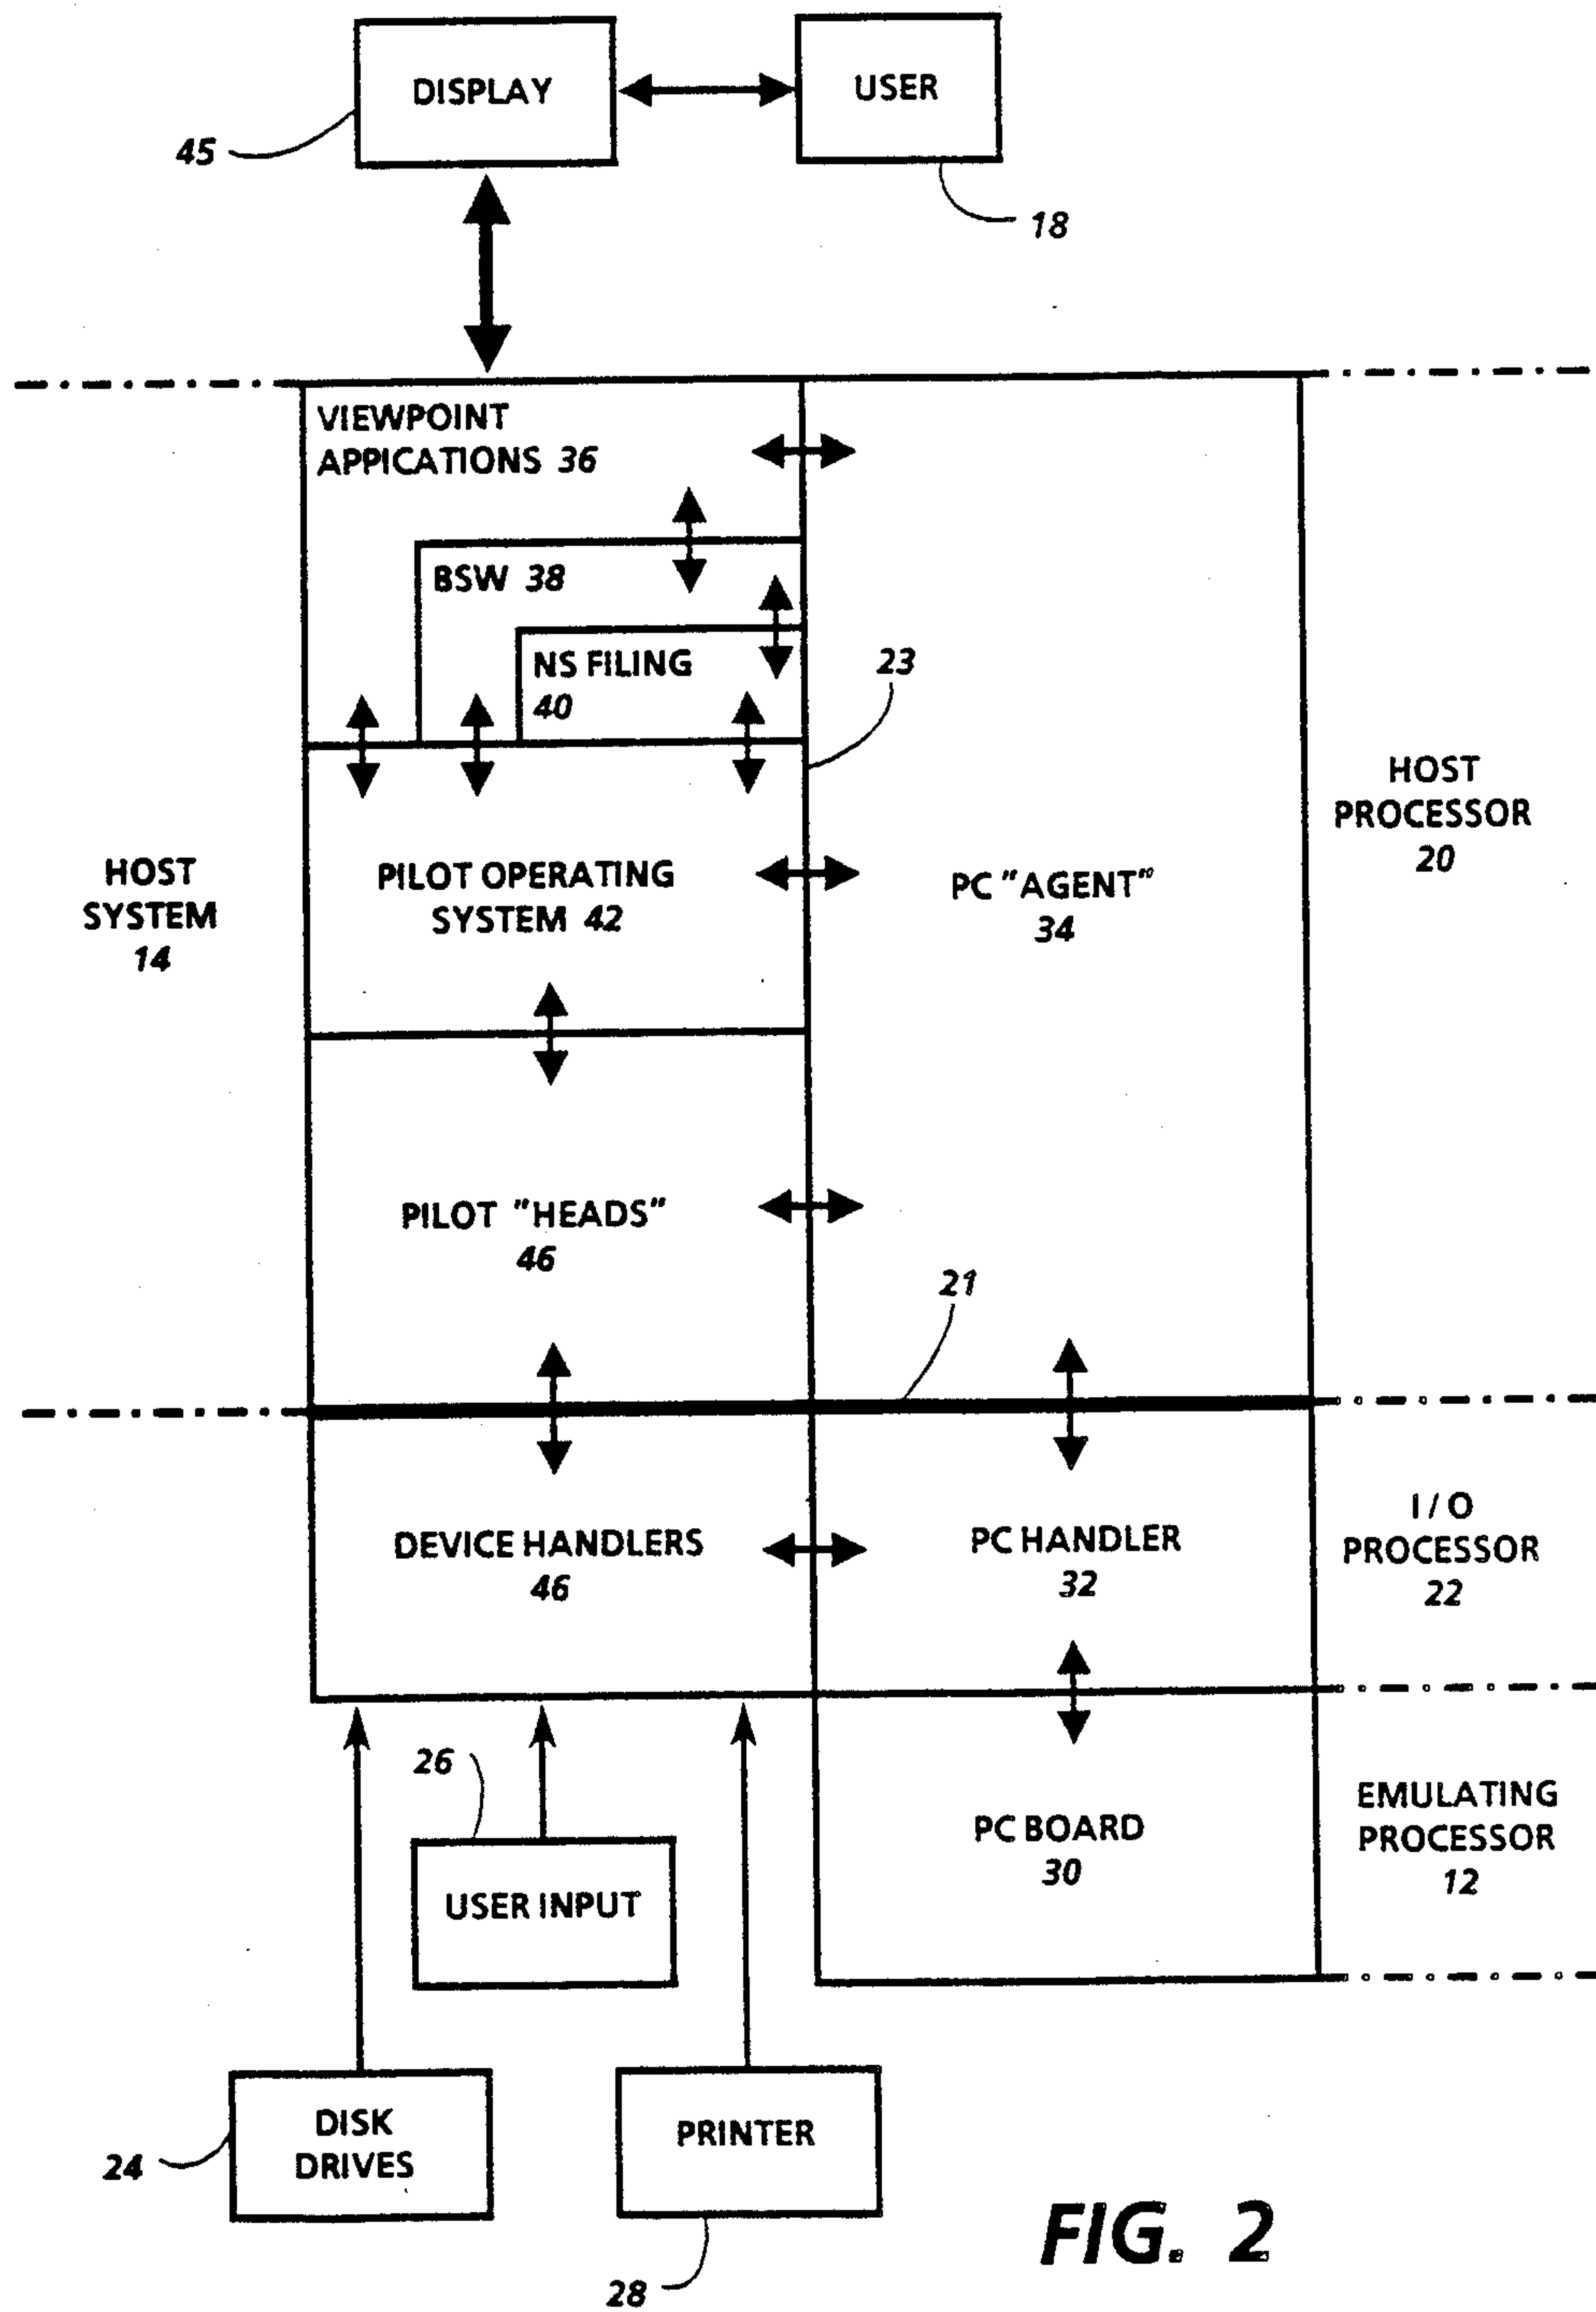 DISPLAY
USER
45
18
VIEWPOINT
APPICATIONS 36
BSW 38
NS FILING
40
23
HOST
PROCESSOR
20
HOST
SYSTEM
14
PILOT OPERATING
SYSTEM 42
PC "AGENT"
34
PILOT "HEADS"
46
21
DEVICE HANDLERS
46
PC HANDLER
32
I / O
PROCESSOR
22
26
USER INPUT
PC BOARD
30
EMULATING
PROCESSOR
12
24
DISK
DRIVES
PRINTER
28
FIG. 2